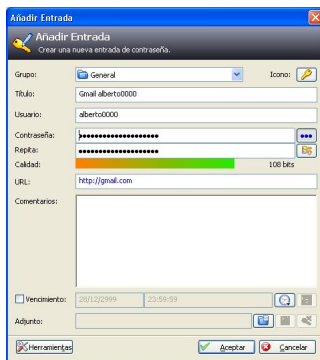 Añadir Entrada
Añadir Entrada
Crear una nueva entrada de contraseña.
Grupo: General Icono:
Título: Gmail alberto0000
Usuario: alberto0000
Contraseña: ••••••••••••••••••••
Repita: ••••••••••••••••••••
Calidad: 108 bits
URL: http://gmail.com
Comentarios:
Vencimiento: 28/12/2999 23:59:59
Adjunto:
Herramientas Aceptar Cancelar